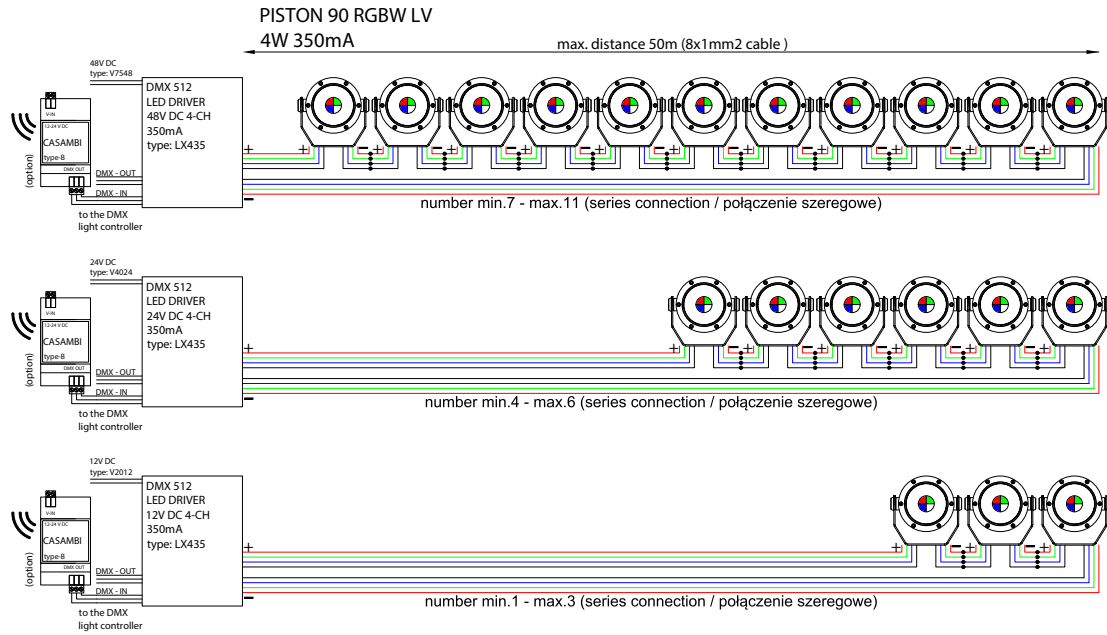 PISTON 90 RGBW LV
4W 350mA
max. distance 50m (8x1mm2 cable )
48V DC
type: V7548
DMX 512
LED DRIVER
48V DC 4-CH
350mA
type: LX435
V-IN
12-24 V DC
CASAMBI
type-B
DMX OUT
(option)
DMX - OUT
DMX - IN
to the DMX
light controller
+ + - + - + - + - + - + - + - + - + - + - +
-
number min.7 - max.11 (series connection / połączenie szeregowe)
24V DC
type: V4024
DMX 512
LED DRIVER
24V DC 4-CH
350mA
type: LX435
V-IN
12-24 V DC
CASAMBI
type-B
DMX OUT
(option)
DMX - OUT
DMX - IN
to the DMX
light controller
+ + - + - + - + - + - +
-
number min.4 - max.6 (series connection / połączenie szeregowe)
12V DC
type: V2012
DMX 512
LED DRIVER
12V DC 4-CH
350mA
type: LX435
V-IN
12-24 V DC
CASAMBI
type-B
DMX OUT
(option)
DMX - OUT
DMX - IN
to the DMX
light controller
+ + - + - +
-
number min.1 - max.3 (series connection / połączenie szeregowe)